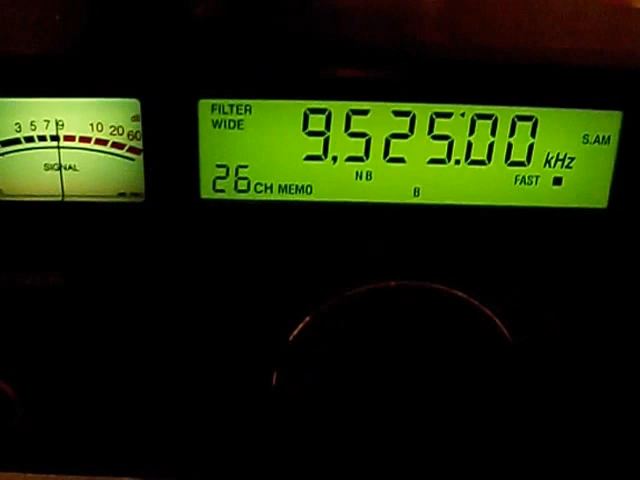 3 5 7 9 10 20 60
dB
SIGNAL
FILTER
WIDE
9,525.00 kHz
S.AM
NB
FAST
26 CH MEMO
B